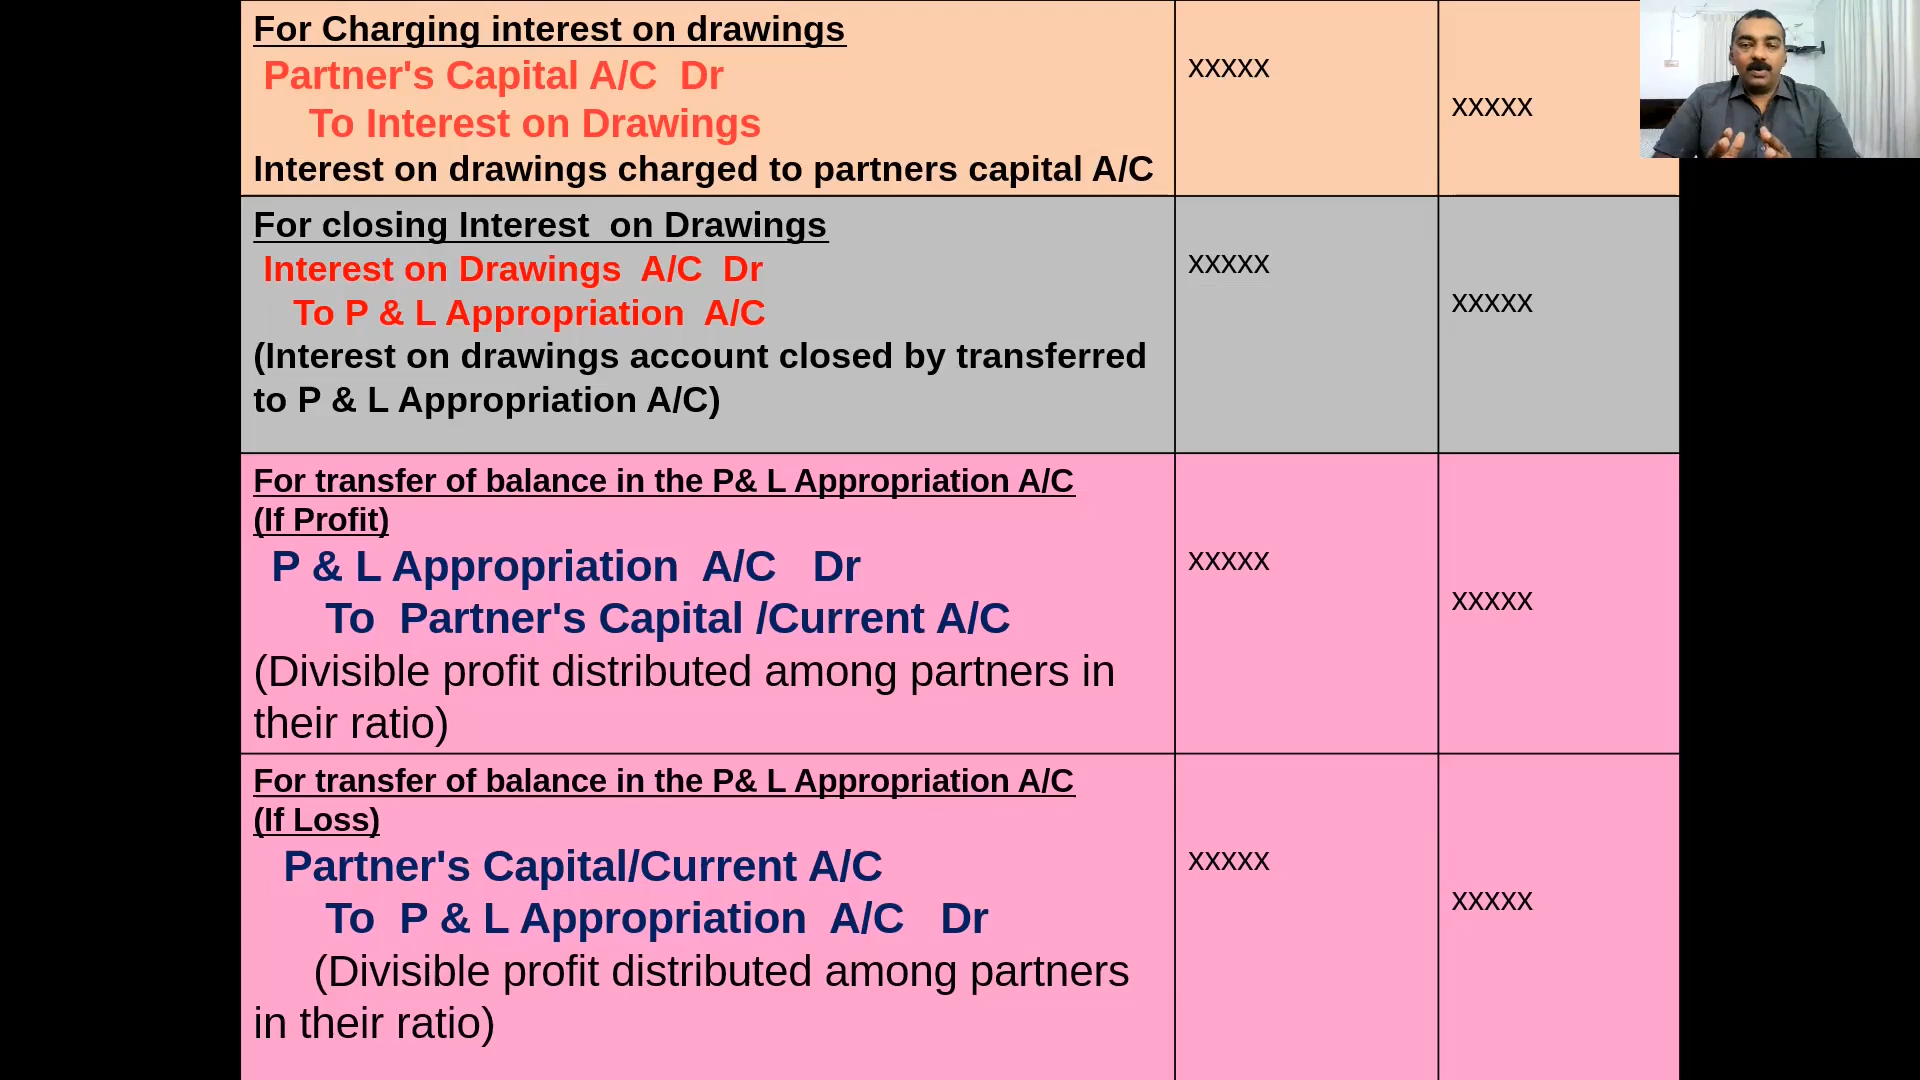 For Charging interest on drawings
Partner's Capital A/C Dr
To Interest on Drawings
Interest on drawings charged to partners capital A/C
xxxxx
xxxxx
For closing Interest on Drawings
Interest on Drawings A/C Dr
To P & L Appropriation A/C
(Interest on drawings account closed by transferred
to P & L Appropriation A/C)
xxxxx
xxxxx
For transfer of balance in the P& L Appropriation A/C
(If Profit)
P & L Appropriation A/C Dr
To Partner's Capital /Current A/C
(Divisible profit distributed among partners in
their ratio)
xxxxx
xxxxx
For transfer of balance in the P& L Appropriation A/C
(If Loss)
Partner's Capital/Current A/C
To P & L Appropriation A/C Dr
(Divisible profit distributed among partners
in their ratio)
xxxxx
xxxxx